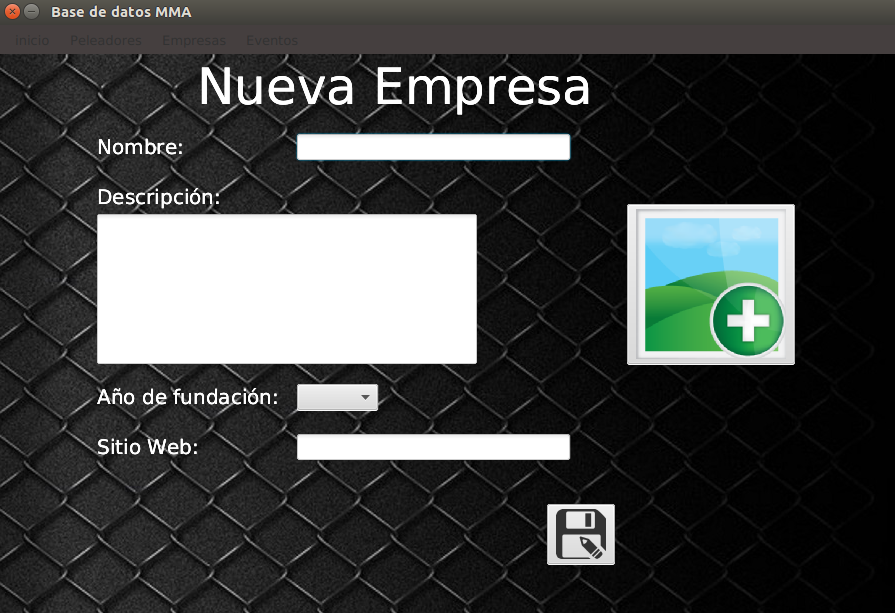 Base de datos MMA
Inicio Peleadores Empresas Eventos
Nueva Empresa
Nombre:
Descripción:
Año de fundación:
Sitio Web: